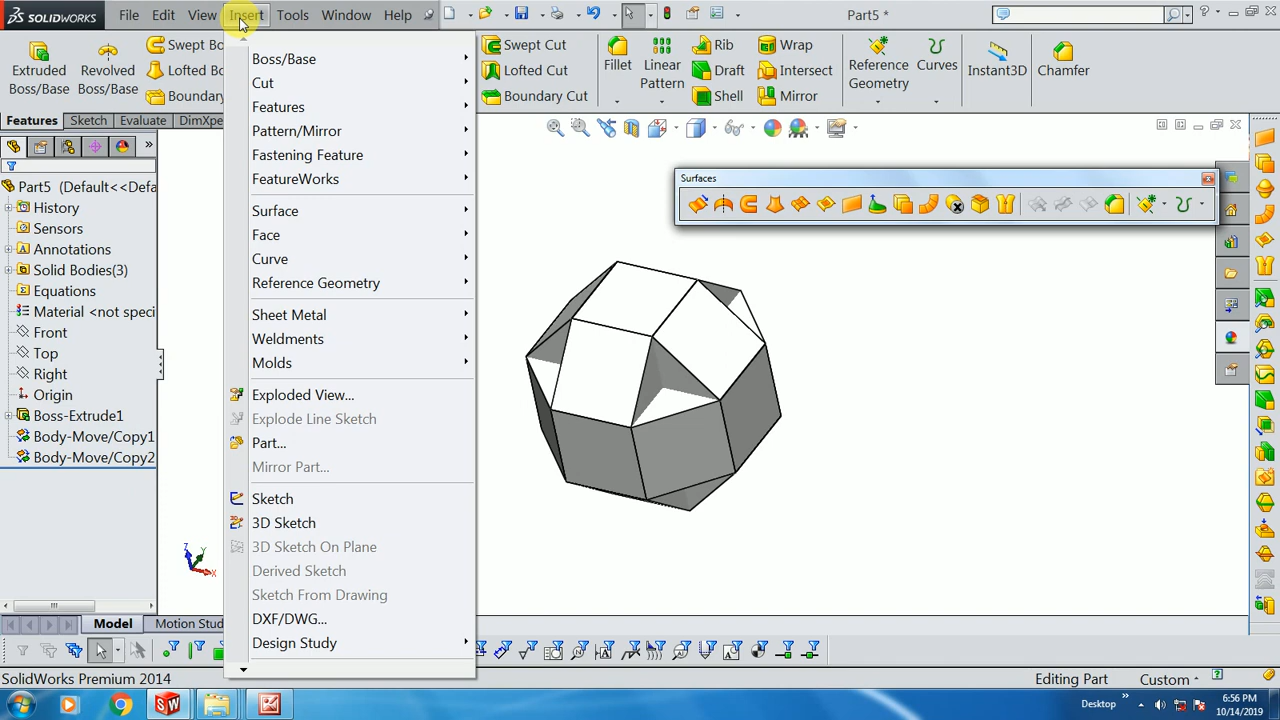 SOLIDWORKS File Edit View Insert Tools Window Help Part5 *
Extruded Boss/Base
Revolved Boss/Base
Swept Bo
Lofted Bo
Boundary
Swept Cut
Lofted Cut
Boundary Cut
Fillet
Linear Pattern
Rib
Draft
Shell
Wrap
Intersect
Mirror
Reference Geometry
Curves
Instant3D
Chamfer
Features Sketch Evaluate DimXpe
Part5 (Default<<Defa
History
Sensors
Annotations
Solid Bodies(3)
Equations
Material <not speci
Front
Top
Right
Origin
Boss-Extrude1
Body-Move/Copy1
Body-Move/Copy2
Boss/Base
Cut
Features
Pattern/Mirror
Fastening Feature
FeatureWorks
Surface
Face
Curve
Reference Geometry
Sheet Metal
Weldments
Molds
Exploded View...
Explode Line Sketch
Part...
Mirror Part...
Sketch
3D Sketch
3D Sketch On Plane
Derived Sketch
Sketch From Drawing
DXF/DWG...
Design Study
Surfaces
Z Y X
Model Motion Stud
SolidWorks Premium 2014 Editing Part Custom
Desktop
6:56 PM
10/14/2019